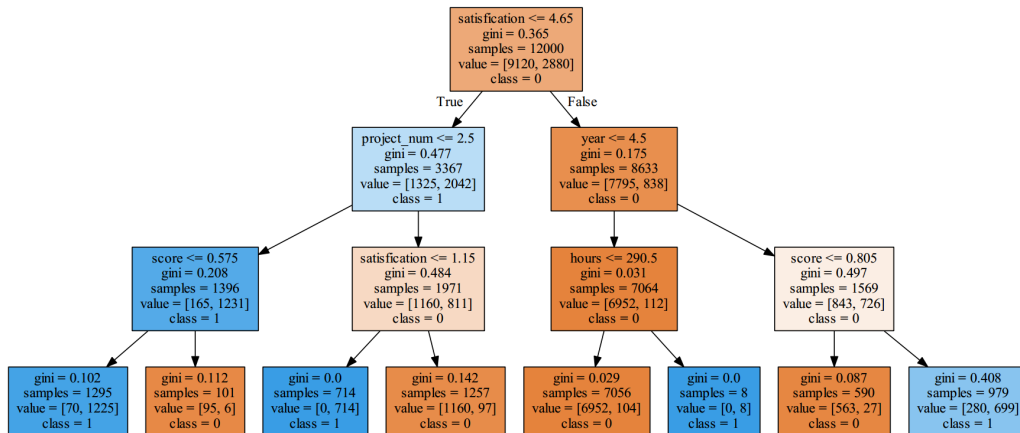 satisfication <= 4.65
gini = 0.365
samples = 12000
value = [9120, 2880]
class = 0
True
False
project_num <= 2.5
gini = 0.477
samples = 3367
value = [1325, 2042]
class = 1
year <= 4.5
gini = 0.175
samples = 8633
value = [7795, 838]
class = 0
score <= 0.575
gini = 0.208
samples = 1396
value = [165, 1231]
class = 1
satisfication <= 1.15
gini = 0.484
samples = 1971
value = [1160, 811]
class = 0
hours <= 290.5
gini = 0.031
samples = 7064
value = [6952, 112]
class = 0
score <= 0.805
gini = 0.497
samples = 1569
value = [843, 726]
class = 0
gini = 0.102
samples = 1295
value = [70, 1225]
class = 1
gini = 0.112
samples = 101
value = [95, 6]
class = 0
gini = 0.0
samples = 714
value = [0, 714]
class = 1
gini = 0.142
samples = 1257
value = [1160, 97]
class = 0
gini = 0.029
samples = 7056
value = [6952, 104]
class = 0
gini = 0.0
samples = 8
value = [0, 8]
class = 1
gini = 0.087
samples = 590
value = [563, 27]
class = 0
gini = 0.408
samples = 979
value = [280, 699]
class = 1